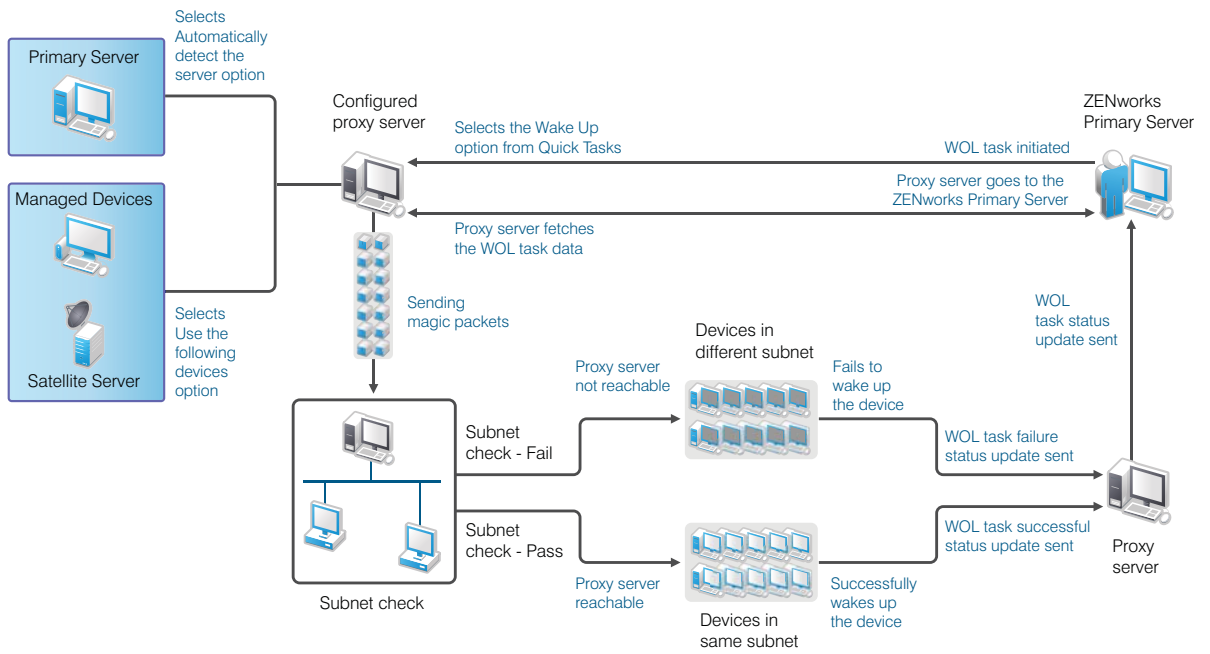 Selects
Automatically
detect the
server option
Primary Server
Managed Devices
Satellite Server
Selects
Use the
following
devices
option
Configured
proxy server
Selects the Wake Up
option from Quick Tasks
WOL task initiated
ZENworks
Primary Server
Proxy server goes to the
ZENworks Primary Server
Proxy server fetches
the WOL task data
Sending
magic packets
Subnet check
Subnet
check - Fail
Subnet
check - Pass
Proxy server
not reachable
Devices in
different subnet
Fails to
wake up
the device
WOL task failure
status update sent
WOL
task status
update sent
Proxy server
reachable
Devices in
same subnet
Successfully
wakes up
the device
WOL task successful
status update sent
Proxy
server